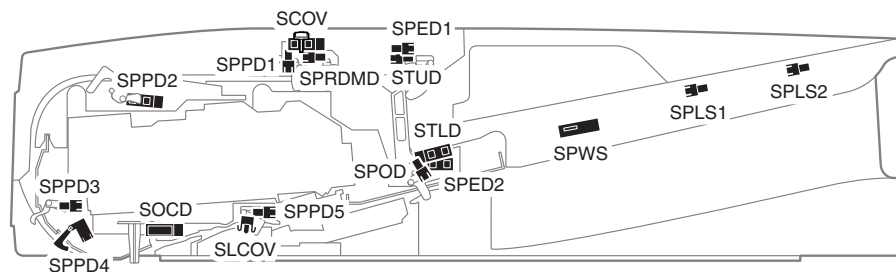 SCOV
SPED1
SPPD1
SPRDMD
STUD
SPPD2
SPLS2
SPLS1
STLD
SPWS
SPOD
SPED2
SPPD3
SOCD
SPPD5
SLCOV
SPPD4